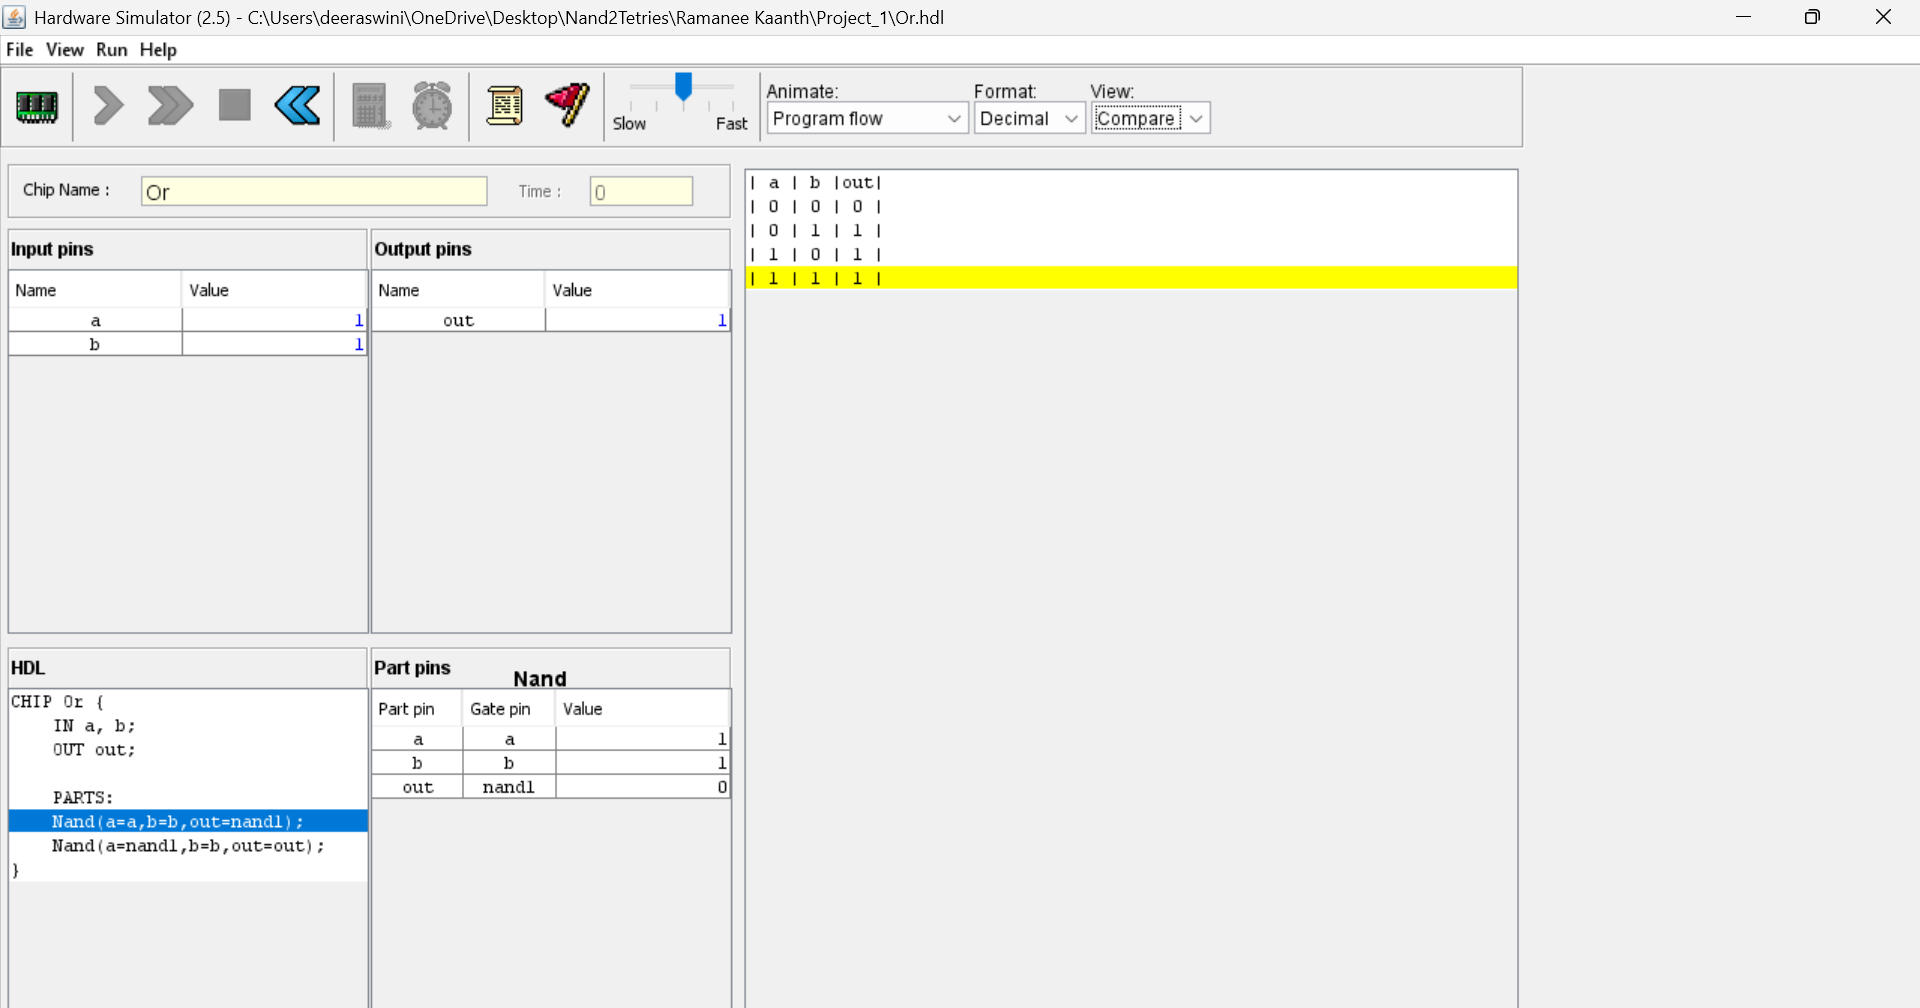 Hardware Simulator (2.5) - C:\Users\deeraswini\OneDrive\Desktop\Nand2Tetries\Ramanee Kaanth\Project_1\Or.hdl
File View Run Help
Slow Fast
Animate: Format: View:
Program flow Decimal Compare
Chip Name : Or Time : 0
Input pins
Name Value
a 1
b 1
Output pins
Name Value
out 1
| a | b |out|
| 0 | 0 | 0 |
| 0 | 1 | 1 |
| 1 | 0 | 1 |
| 1 | 1 | 1 |
HDL
CHIP Or {
IN a, b;
OUT out;
PARTS:
Nand(a=a,b=b,out=nand1);
Nand(a=nand1,b=b,out=out);
}
Part pins Nand
Part pin Gate pin Value
a a 1
b b 1
out nand1 0